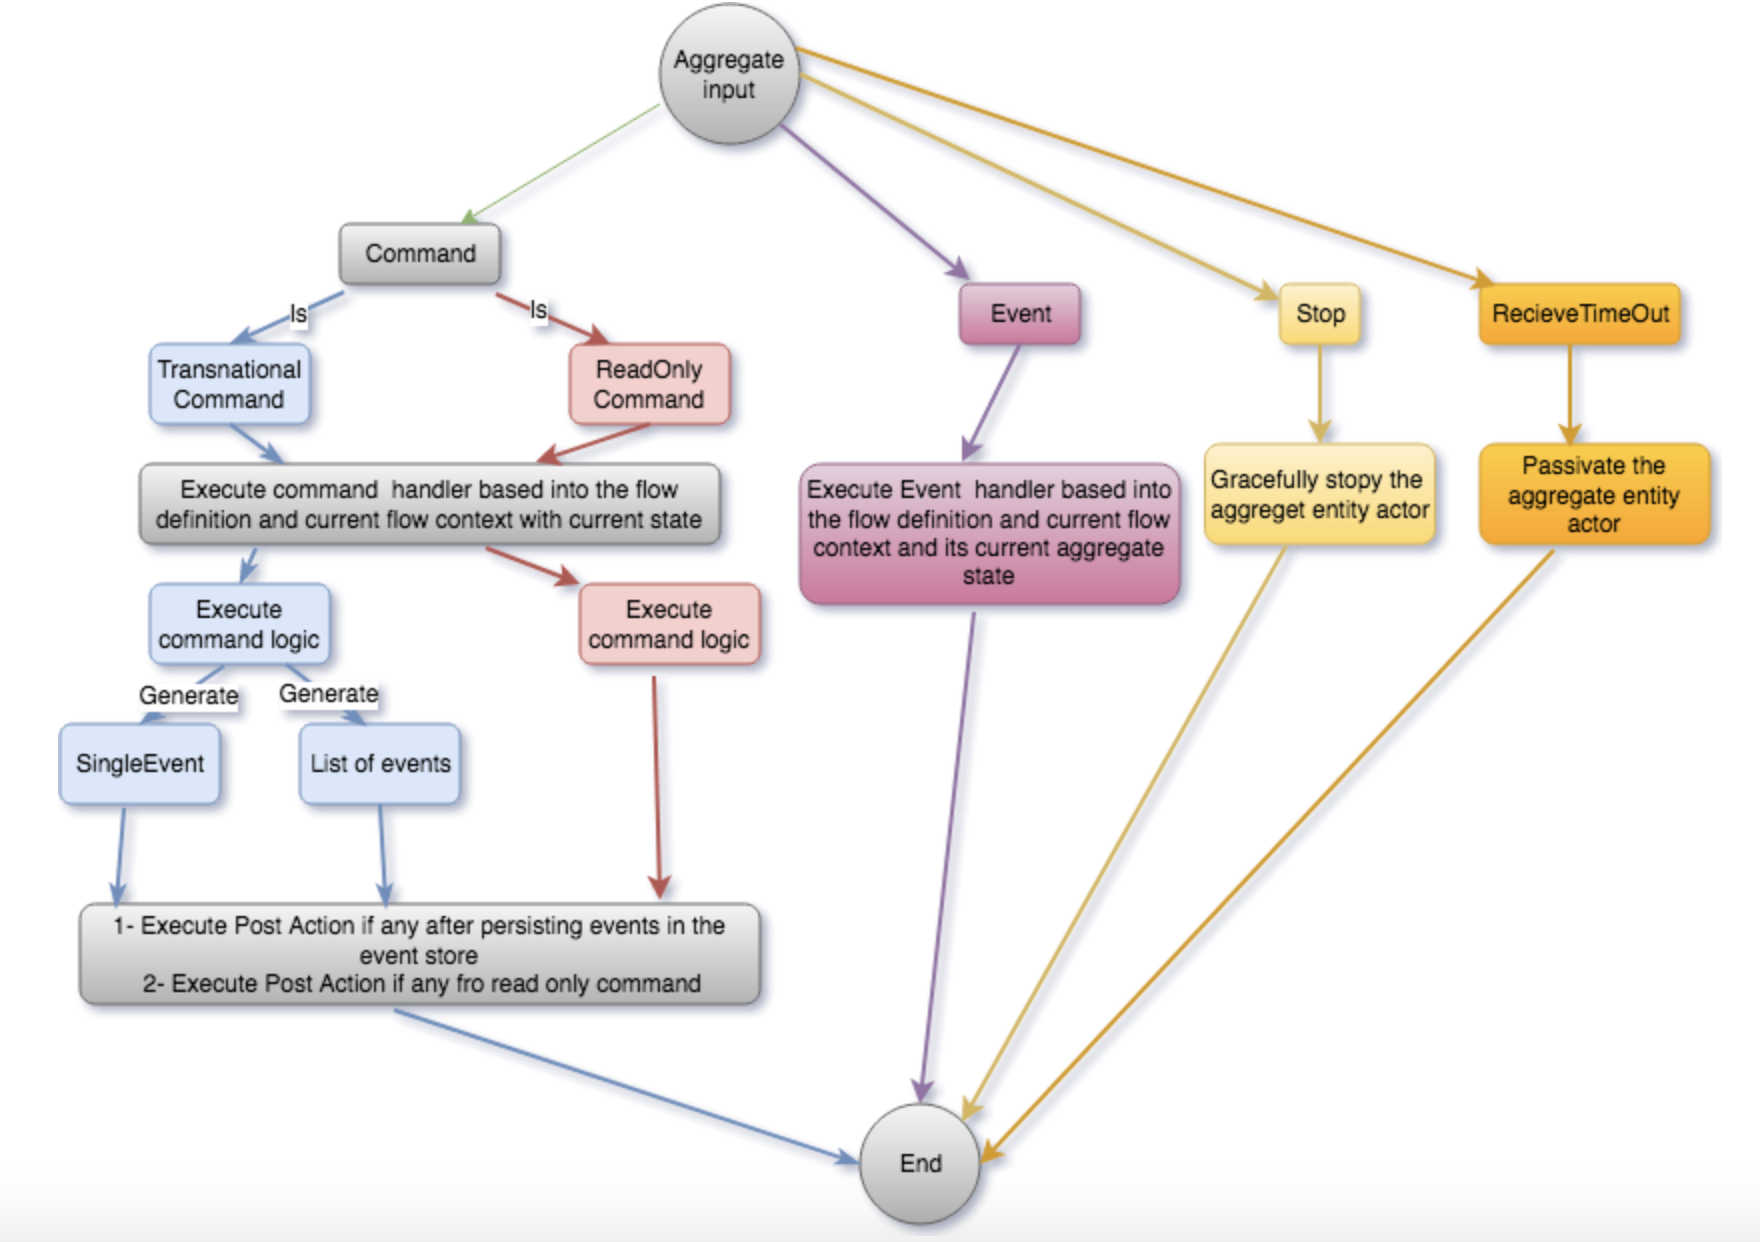 Aggregate
input
Command
Is
Is
Transnational
Command
ReadOnly
Command
Event
Stop
RecieveTimeOut
Execute command  handler based into the flow
definition and current flow context with current state
Execute Event  handler based into
the flow definition and current flow
context and its current aggregate
state
Gracefully stopy the
aggreget entity actor
Passivate the
aggregate entity
actor
Execute
command logic
Execute
command logic
Generate
Generate
SingleEvent
List of events
1- Execute Post Action if any after persisting events in the
event store
2- Execute Post Action if any fro read only command
End